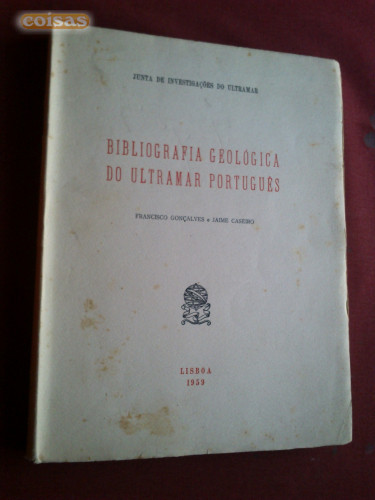 coisas
JUNTA DE INVESTIGAÇÕES DO ULTRAMAR
BIBLIOGRAFIA GEOLÓGICA
DO ULTRAMAR PORTUGUÊS
FRANCISCO GONÇALVES e JAIME CASEIRO
LISBOA
1959